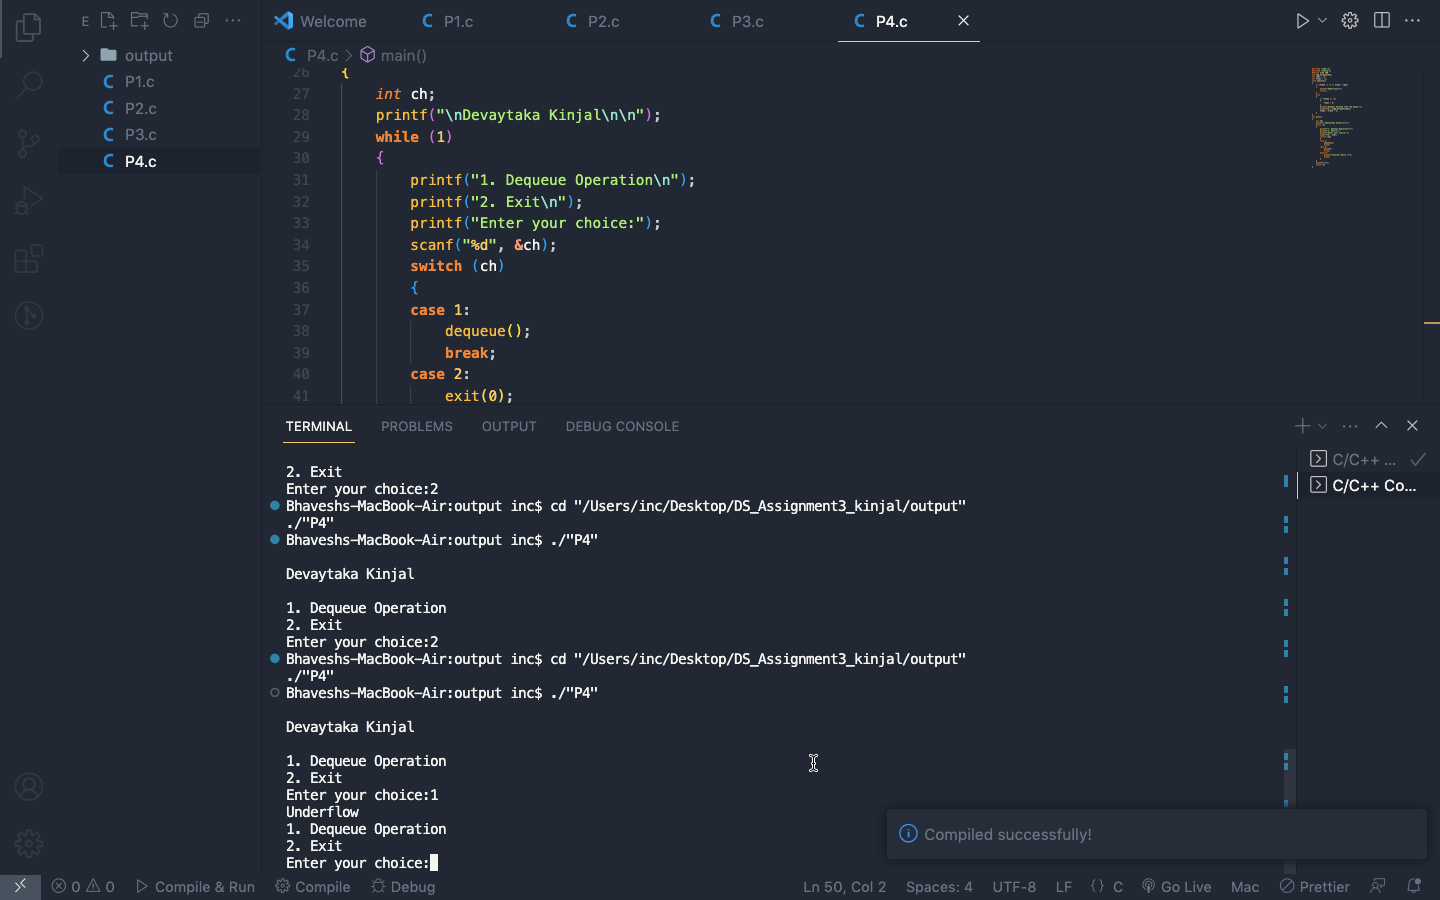 E
Welcome
P1.c
P2.c
P3.c
P4.c
output
P1.c
P2.c
P3.c
P4.c
P4.c > main()
26 {
27 int ch;
28 printf("\nDevaytaka Kinjal\n\n");
29 while (1)
30 {
31 printf("1. Dequeue Operation\n");
32 printf("2. Exit\n");
33 printf("Enter your choice:");
34 scanf("%d", &ch);
35 switch (ch)
36 {
37 case 1:
38 dequeue();
39 break;
40 case 2:
41 exit(0);
TERMINAL PROBLEMS OUTPUT DEBUG CONSOLE
C/C++ ...
C/C++ Co...
2. Exit
Enter your choice:2
Bhaveshs-MacBook-Air:output inc$ cd "/Users/inc/Desktop/DS_Assignment3_kinjal/output"
./"P4"
Bhaveshs-MacBook-Air:output inc$ ./"P4"
Devaytaka Kinjal
1. Dequeue Operation
2. Exit
Enter your choice:2
Bhaveshs-MacBook-Air:output inc$ cd "/Users/inc/Desktop/DS_Assignment3_kinjal/output"
./"P4"
Bhaveshs-MacBook-Air:output inc$ ./"P4"
Devaytaka Kinjal
1. Dequeue Operation
2. Exit
Enter your choice:1
Underflow
1. Dequeue Operation
2. Exit
Enter your choice:
Compiled successfully!
0 0 Compile & Run Compile Debug Ln 50, Col 2 Spaces: 4 UTF-8 LF {} C Go Live Mac Prettier